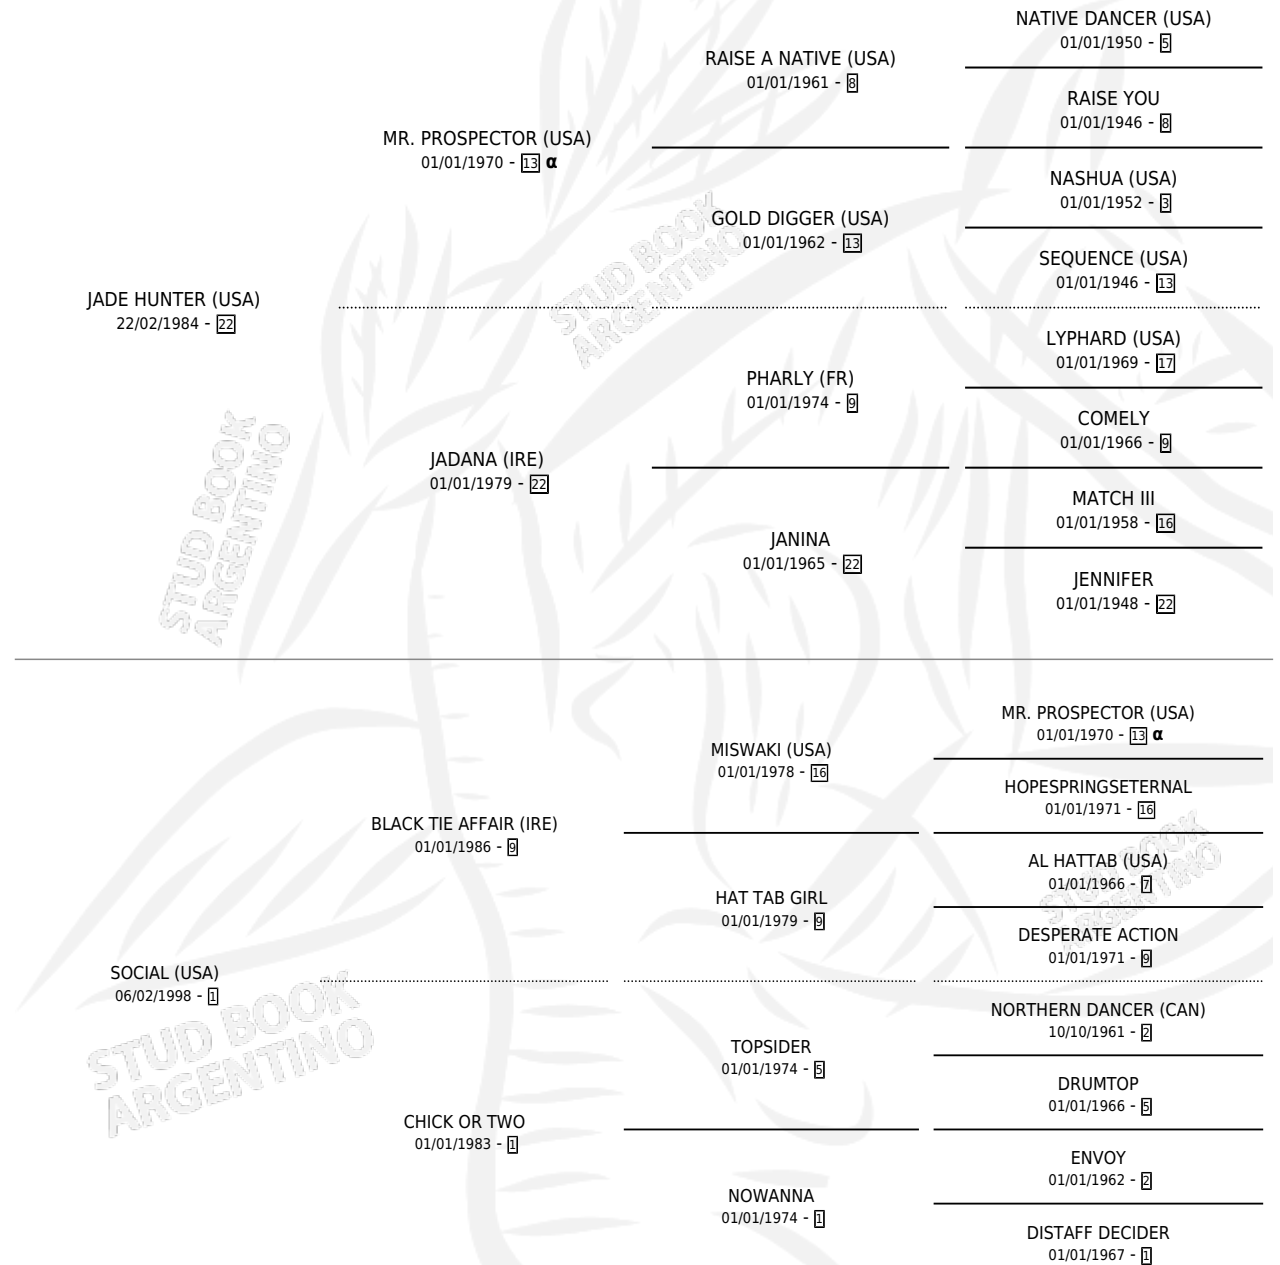 NATIVE DANCER (USA)
01/01/1950 - 5
RAISE A NATIVE (USA)
01/01/1961 - 8
RAISE YOU
01/01/1946 - 8
MR. PROSPECTOR (USA)
01/01/1970 - 13 α
NASHUA (USA)
01/01/1952 - 3
GOLD DIGGER (USA)
01/01/1962 - 13
SEQUENCE (USA)
01/01/1946 - 13
JADE HUNTER (USA)
22/02/1984 - 22
LYPHARD (USA)
01/01/1969 - 17
PHARLY (FR)
01/01/1974 - 9
COMELY
01/01/1966 - 9
JADANA (IRE)
01/01/1979 - 22
MATCH III
01/01/1958 - 16
JANINA
01/01/1965 - 22
JENNIFER
01/01/1948 - 22
MR. PROSPECTOR (USA)
01/01/1970 - 13 α
MISWAKI (USA)
01/01/1978 - 16
HOPESPRINGSETERNAL
01/01/1971 - 16
BLACK TIE AFFAIR (IRE)
01/01/1986 - 9
AL HATTAB (USA)
01/01/1966 - 7
HAT TAB GIRL
01/01/1979 - 9
DESPERATE ACTION
01/01/1971 - 9
SOCIAL (USA)
06/02/1998 - 1
NORTHERN DANCER (CAN)
10/10/1961 - 2
TOPSIDER
01/01/1974 - 5
DRUMTOP
01/01/1966 - 5
CHICK OR TWO
01/01/1983 - 1
ENVOY
01/01/1962 - 2
NOWANNA
01/01/1974 - 1
DISTAFF DECIDER
01/01/1967 - 1
STUD BOOK
ARGENTINO
STUD BOOK
ARGENTINO
STUD BOOK
ARGENTINO
STUD BOOK
ARGENTINO